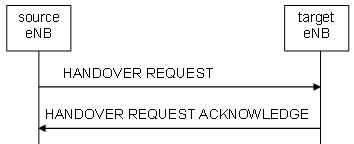 source
eNB
target
eNB
HANDOVER REQUEST
HANDOVER REQUEST ACKNOWLEDGE